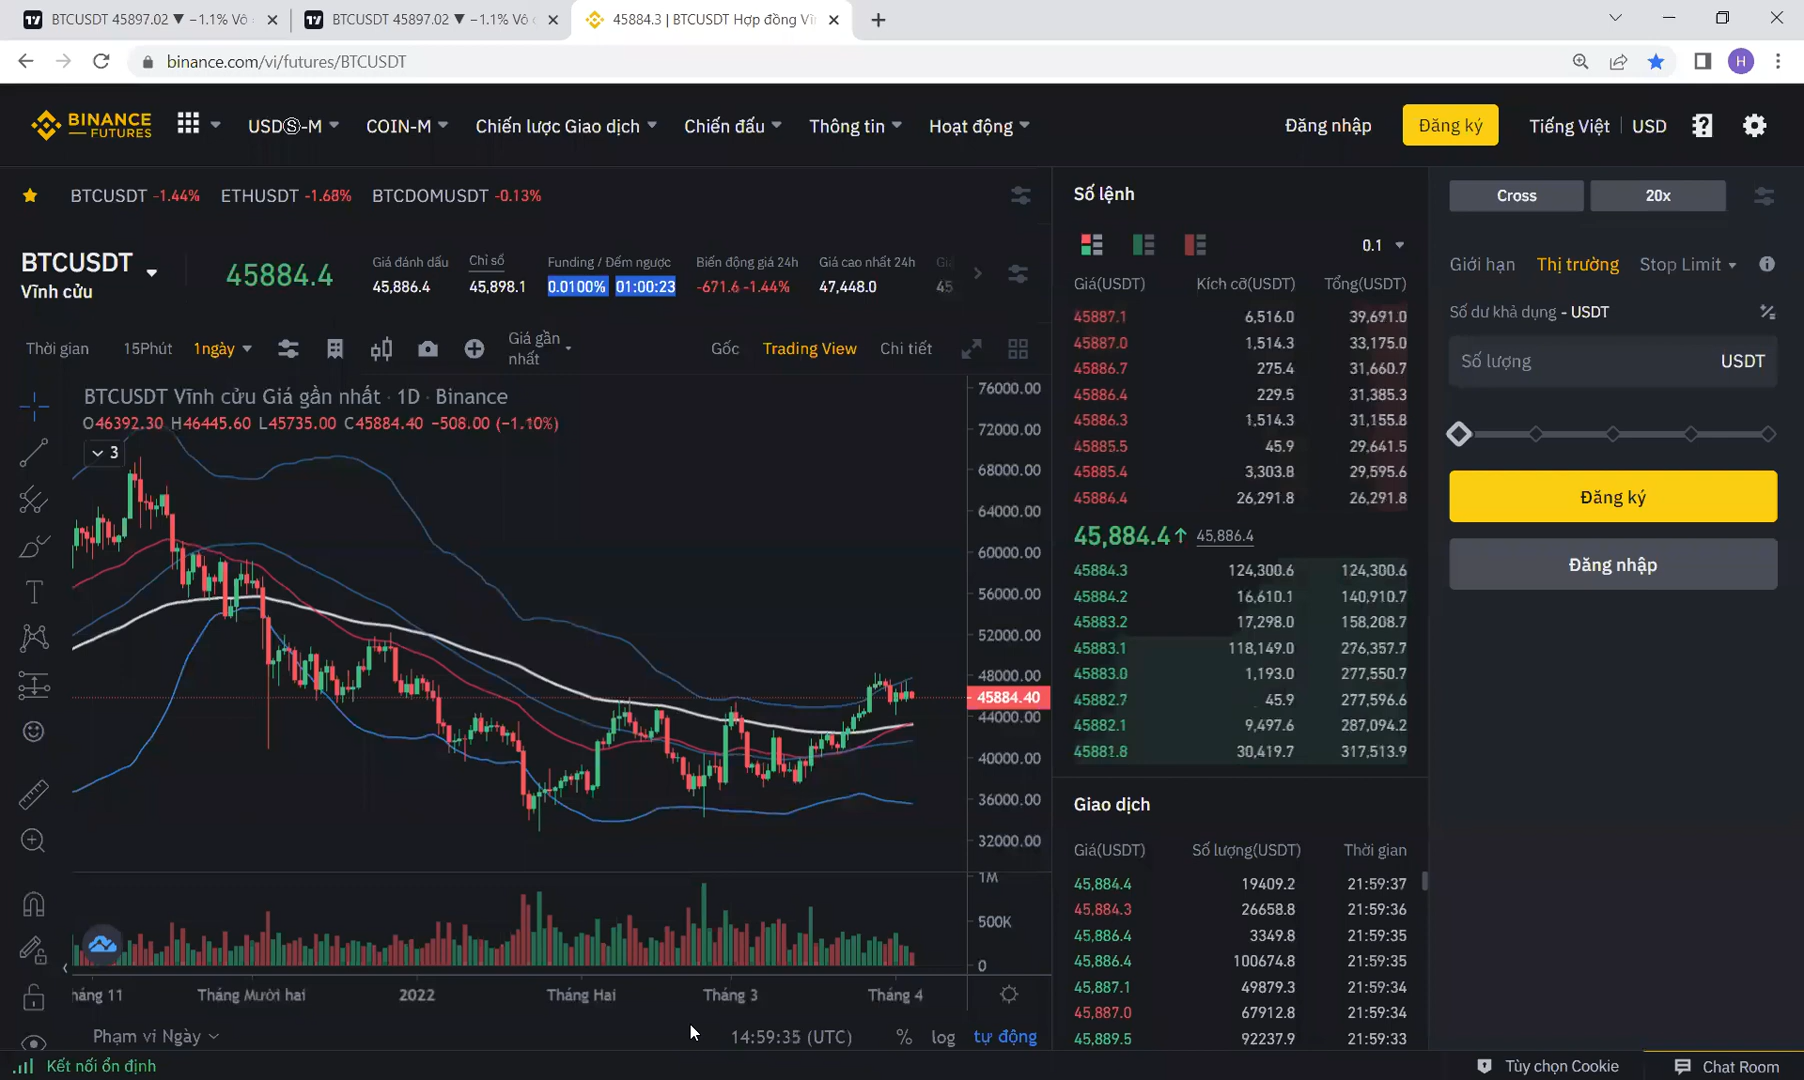 BTCUSDT 45897.02 ▼ −1.1% Vô
BTCUSDT 45897.02 ▼ −1.1% Vô
45884.3 | BTCUSDT Hợp đồng Vĩ
binance.com/vi/futures/BTCUSDT
H
BINANCE
FUTURES
USDⓈ-M
COIN-M
Chiến lược Giao dịch
Chiến đấu
Thông tin
Hoạt động
Đăng nhập
Đăng ký
Tiếng Việt
USD
BTCUSDT -1.44% ETHUSDT -1.68% BTCDOMUSDT -0.13%
BTCUSDT
Vĩnh cửu
45884.4
Giá đánh dấu
45,886.4
Chỉ số
45,898.1
Funding / Đếm ngược
0.0100% 01:00:23
Biến động giá 24h
-671.6 -1.44%
Giá cao nhất 24h
47,448.0
Giá
45
Thời gian 15Phút 1ngày
Giá gần nhất
Gốc Trading View Chi tiết
BTCUSDT Vĩnh cửu Giá gần nhất · 1D · Binance
O46392.30 H46445.60 L45735.00 C45884.40 −508.00 (−1.10%)
3
76000.00
72000.00
68000.00
64000.00
60000.00
56000.00
52000.00
48000.00
45884.40
44000.00
40000.00
36000.00
32000.00
1M
500K
0
háng 11 Tháng Mười hai 2022 Tháng Hai Tháng 3 Tháng 4
Phạm vi Ngày
14:59:35 (UTC) % log tự động
Kết nối ổn định
Số lệnh
0.1
Giá(USDT) Kích cỡ(USDT) Tổng(USDT)
45887.1 6,516.0 39,691.0
45887.0 1,514.3 33,175.0
45886.7 275.4 31,660.7
45886.4 229.5 31,385.3
45886.3 1,514.3 31,155.8
45885.5 45.9 29,641.5
45885.4 3,303.8 29,595.6
45884.4 26,291.8 26,291.8
45,884.4↑ 45,886.4
45884.3 124,300.6 124,300.6
45884.2 16,610.1 140,910.7
45883.2 17,298.0 158,208.7
45883.1 118,149.0 276,357.7
45883.0 1,193.0 277,550.7
45882.7 45.9 277,596.6
45882.1 9,497.6 287,094.2
45881.8 30,419.7 317,513.9
Giao dịch
Giá(USDT) Số lượng(USDT) Thời gian
45,884.4 19409.2 21:59:37
45,884.3 26658.8 21:59:36
45,886.4 3349.8 21:59:35
45,886.4 100674.8 21:59:35
45,887.1 49879.3 21:59:34
45,887.0 67912.8 21:59:34
45,889.5 92237.9 21:59:33
Cross 20x
Giới hạn Thị trường Stop Limit
Số dư khả dụng - USDT
Số lượng USDT
Đăng ký
Đăng nhập
Tùy chọn Cookie
Chat Room